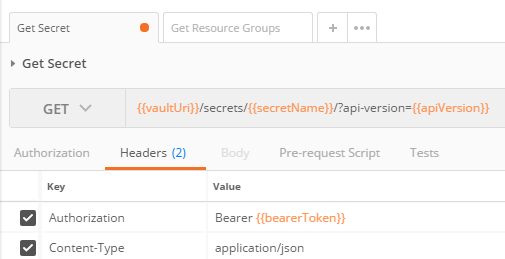 Get Secret
Get Resource Groups
+
•••
Get Secret
GET
{{vaultUri}}/secrets/{{secretName}}/?api-version={{apiVersion}}
Authorization Headers (2) Body Pre-request Script Tests
Key Value
Authorization Bearer {{bearerToken}}
Content-Type application/json